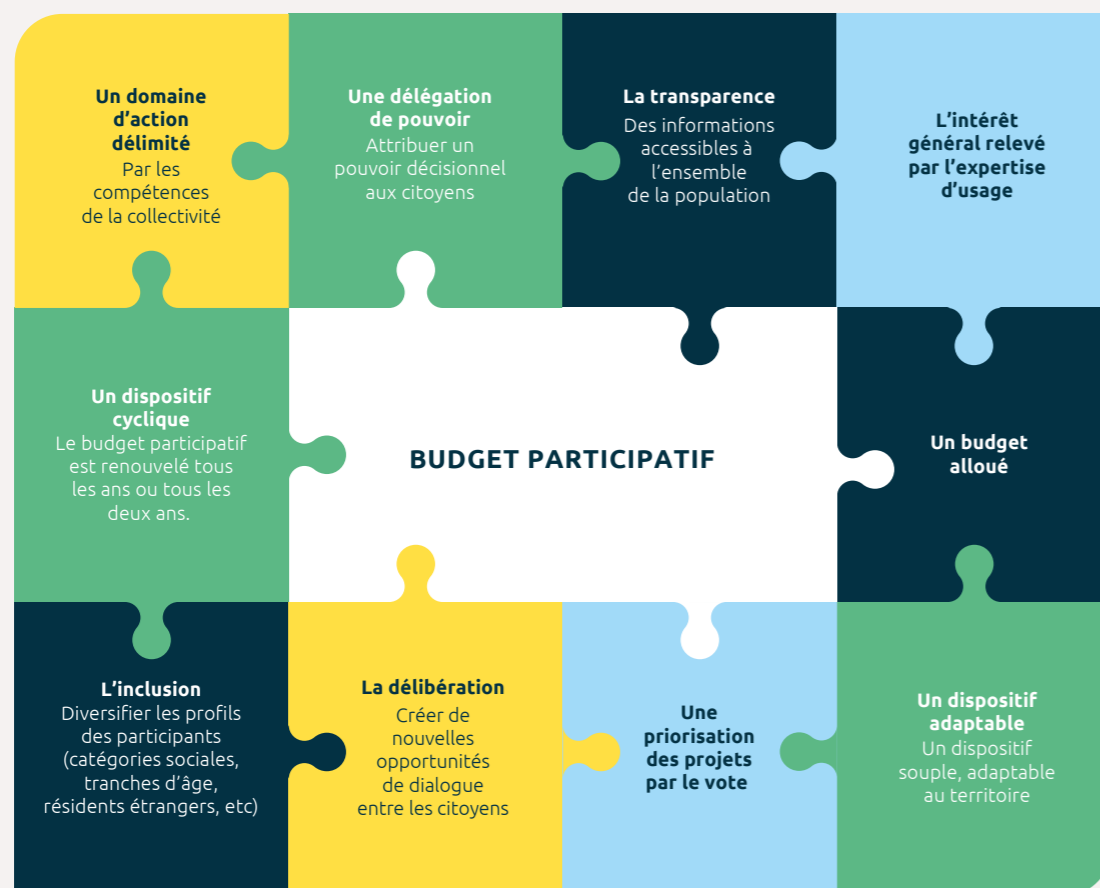 Un domaine
d'action
délimité
Par les
compétences
de la collectivité
Une délégation
de pouvoir
Attribuer un
pouvoir décisionnel
aux citoyens
La transparence
Des informations
accessibles à
l'ensemble
de la population
L'intérêt
général relevé
par l'expertise
d'usage
Un dispositif
cyclique
Le budget participatif
est renouvelé tous
les ans ou tous les
deux ans.
BUDGET PARTICIPATIF
Un budget
alloué
L'inclusion
Diversifier les profils
des participants
(catégories sociales,
tranches d'âge,
résidents étrangers, etc)
La délibération
Créer de
nouvelles
opportunités
de dialogue
entre les citoyens
Une
priorisation
des projets
par le vote
Un dispositif
adaptable
Un dispositif
souple, adaptable
au territoire